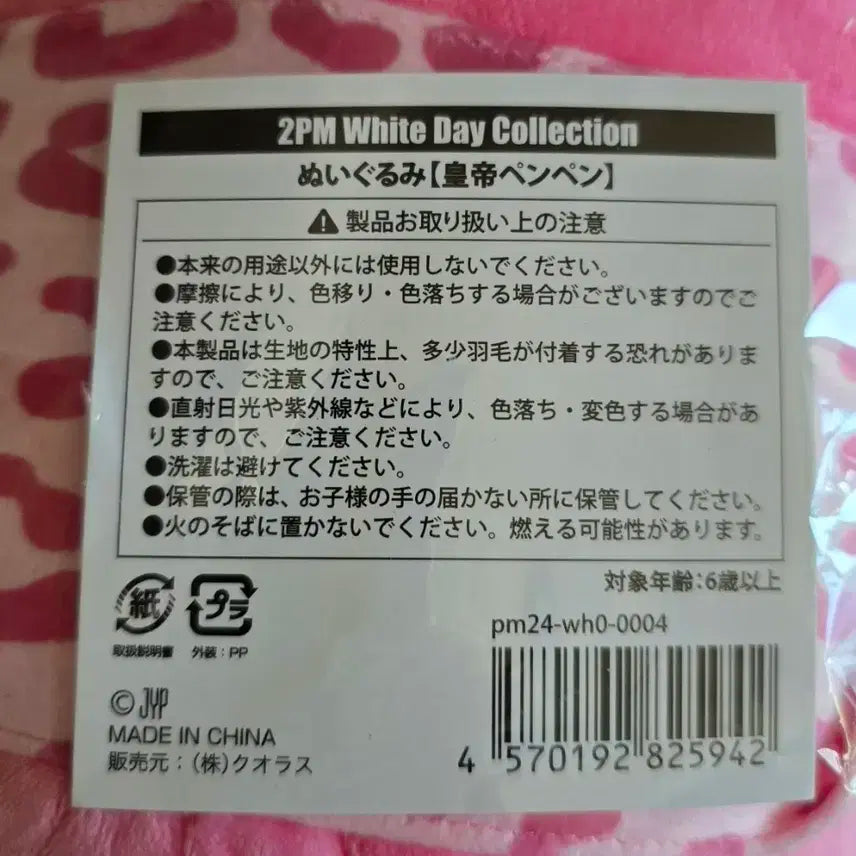 2PM White Day Collection
ぬいぐるみ【皇帝ペンペン】
製品お取り扱い上の注意
●本来の用途以外には使用しないでください。
●摩擦により、色移り・色落ちする場合がございますのでご
注意ください。
●本製品は生地の特性上、多少羽毛が付着する恐れがありま
すので、ご注意ください。
●直射日光や紫外線などにより、色落ち・変色する場合があ
りますので、ご注意ください。
●洗濯は避けてください。
●保管の際は、お子様の手の届かない所に保管してください。
●火のそばに置かないでください。燃える可能性があります。
対象年齢:6歳以上
紙 プラ
取扱説明書 外装:PP
pm24-wh0-0004
© JYP
MADE IN CHINA
販売元:(株)クオラス
4 570192 825942